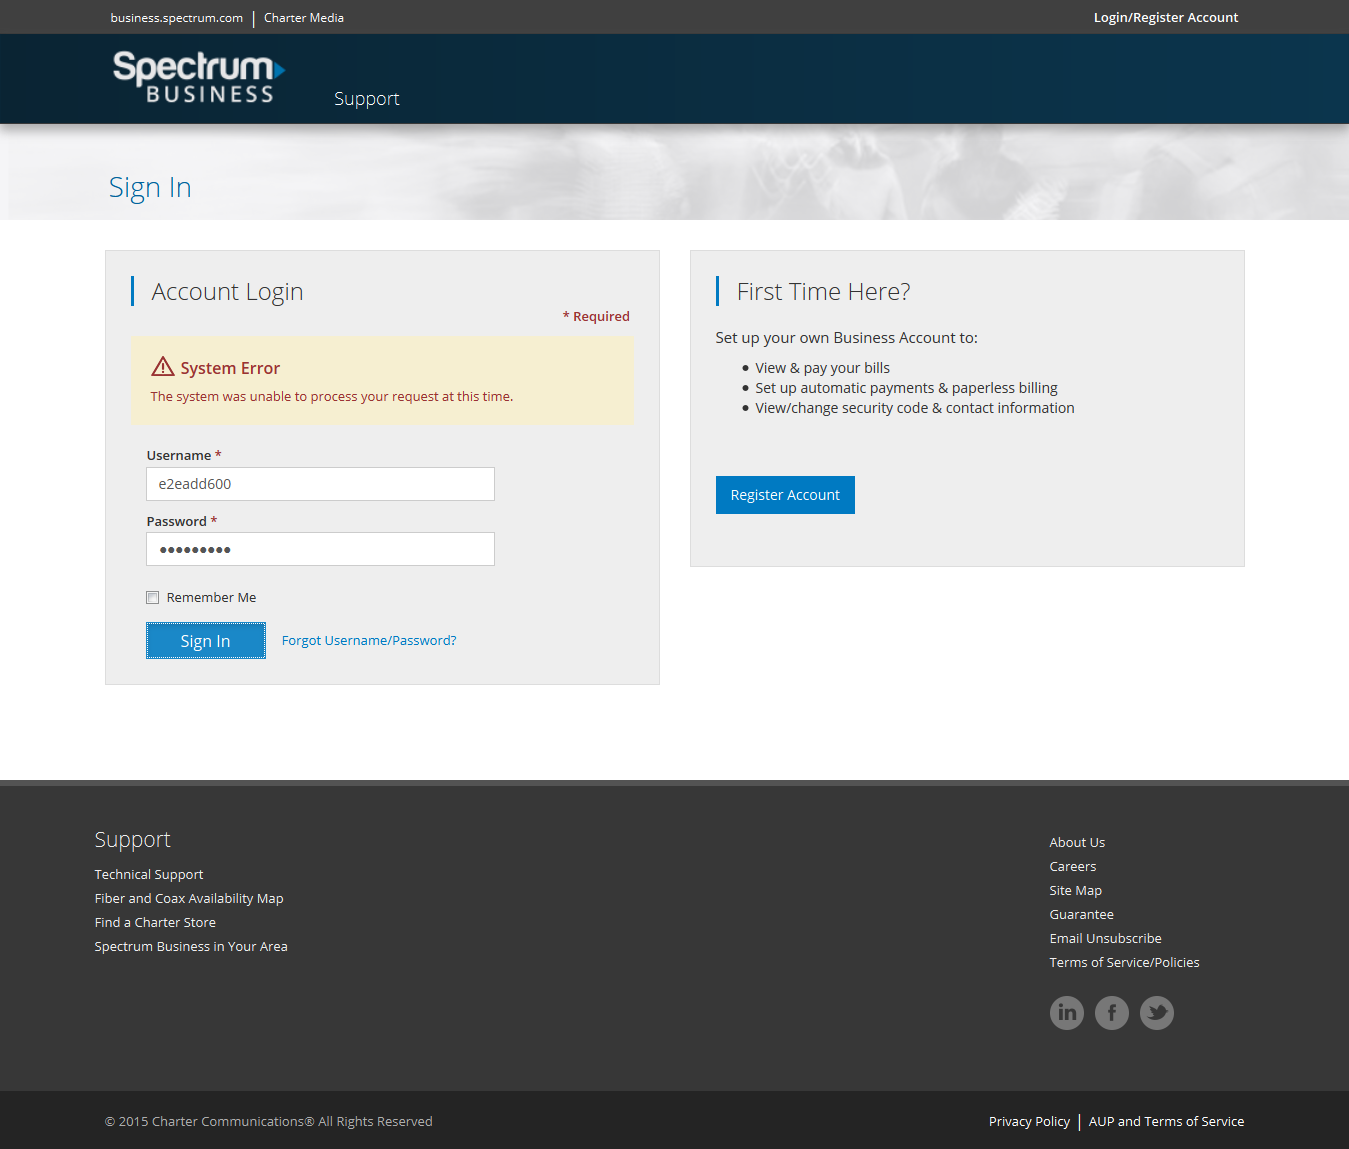 business.spectrum.com | Charter Media
Login/Register Account
Spectrum
BUSINESS
Support
Sign In
Account Login
* Required
System Error
The system was unable to process your request at this time.
Username *
e2eadd600
Password *
•••••••••
Remember Me
Sign In
Forgot Username/Password?
First Time Here?
Set up your own Business Account to:
• View & pay your bills
• Set up automatic payments & paperless billing
• View/change security code & contact information
Register Account
Support
Technical Support
Fiber and Coax Availability Map
Find a Charter Store
Spectrum Business in Your Area
About Us
Careers
Site Map
Guarantee
Email Unsubscribe
Terms of Service/Policies
in f
© 2015 Charter Communications® All Rights Reserved
Privacy Policy | AUP and Terms of Service